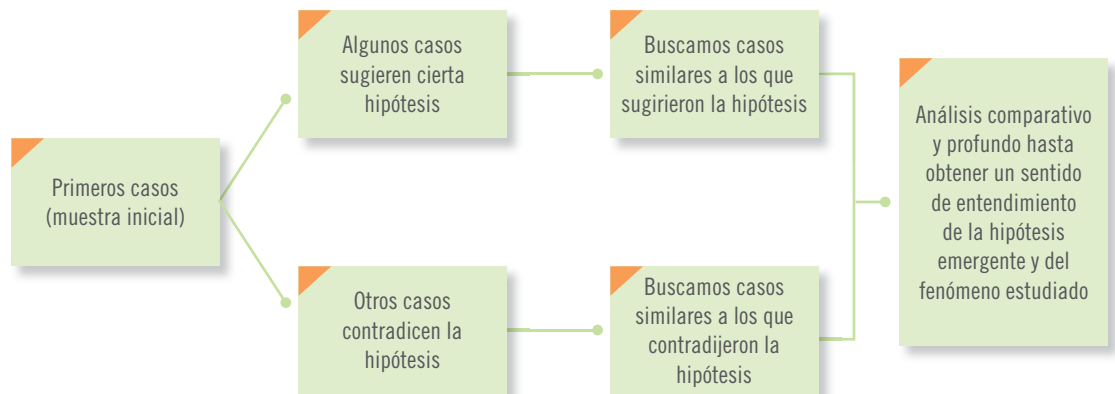 Primeros casos
(muestra inicial)
Algunos casos
sugieren cierta
hipótesis
Buscamos casos
similares a los que
sugirieron la hipótesis
Otros casos
contradicen la
hipótesis
Buscamos casos
similares a los que
contradijeron la
hipótesis
Análisis comparativo
y profundo hasta
obtener un sentido
de entendimiento
de la hipótesis
emergente y del
fenómeno estudiado